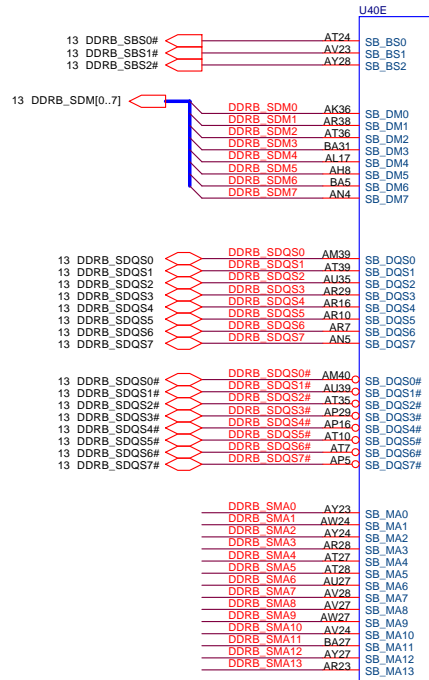 U40E
13 DDRB_SBS0# AT24 SB_BS0
13 DDRB_SBS1# AV23 SB_BS1
13 DDRB_SBS2# AY28 SB_BS2
13 DDRB_SDM[0..7]
DDRB_SDM0 AK36 SB_DM0
DDRB_SDM1 AR38 SB_DM1
DDRB_SDM2 AT36 SB_DM2
DDRB_SDM3 BA31 SB_DM3
DDRB_SDM4 AL17 SB_DM4
DDRB_SDM5 AH8 SB_DM5
DDRB_SDM6 BA5 SB_DM6
DDRB_SDM7 AN4 SB_DM7
13 DDRB_SDQS0 DDRB_SDQS0 AM39 SB_DQS0
13 DDRB_SDQS1 DDRB_SDQS1 AT39 SB_DQS1
13 DDRB_SDQS2 DDRB_SDQS2 AU35 SB_DQS2
13 DDRB_SDQS3 DDRB_SDQS3 AR29 SB_DQS3
13 DDRB_SDQS4 DDRB_SDQS4 AR16 SB_DQS4
13 DDRB_SDQS5 DDRB_SDQS5 AR10 SB_DQS5
13 DDRB_SDQS6 DDRB_SDQS6 AR7 SB_DQS6
13 DDRB_SDQS7 DDRB_SDQS7 AN5 SB_DQS7
13 DDRB_SDQS0# DDRB_SDQS0# AM40 SB_DQS0#
13 DDRB_SDQS1# DDRB_SDQS1# AU39 SB_DQS1#
13 DDRB_SDQS2# DDRB_SDQS2# AT35 SB_DQS2#
13 DDRB_SDQS3# DDRB_SDQS3# AP29 SB_DQS3#
13 DDRB_SDQS4# DDRB_SDQS4# AP16 SB_DQS4#
13 DDRB_SDQS5# DDRB_SDQS5# AT10 SB_DQS5#
13 DDRB_SDQS6# DDRB_SDQS6# AT7 SB_DQS6#
13 DDRB_SDQS7# DDRB_SDQS7# AP5 SB_DQS7#
DDRB_SMA0 AY23 SB_MA0
DDRB_SMA1 AW24 SB_MA1
DDRB_SMA2 AY24 SB_MA2
DDRB_SMA3 AR28 SB_MA3
DDRB_SMA4 AT27 SB_MA4
DDRB_SMA5 AT28 SB_MA5
DDRB_SMA6 AU27 SB_MA6
DDRB_SMA7 AV28 SB_MA7
DDRB_SMA8 AV27 SB_MA8
DDRB_SMA9 AW27 SB_MA9
DDRB_SMA10 AV24 SB_MA10
DDRB_SMA11 BA27 SB_MA11
DDRB_SMA12 AY27 SB_MA12
DDRB_SMA13 AR23 SB_MA13